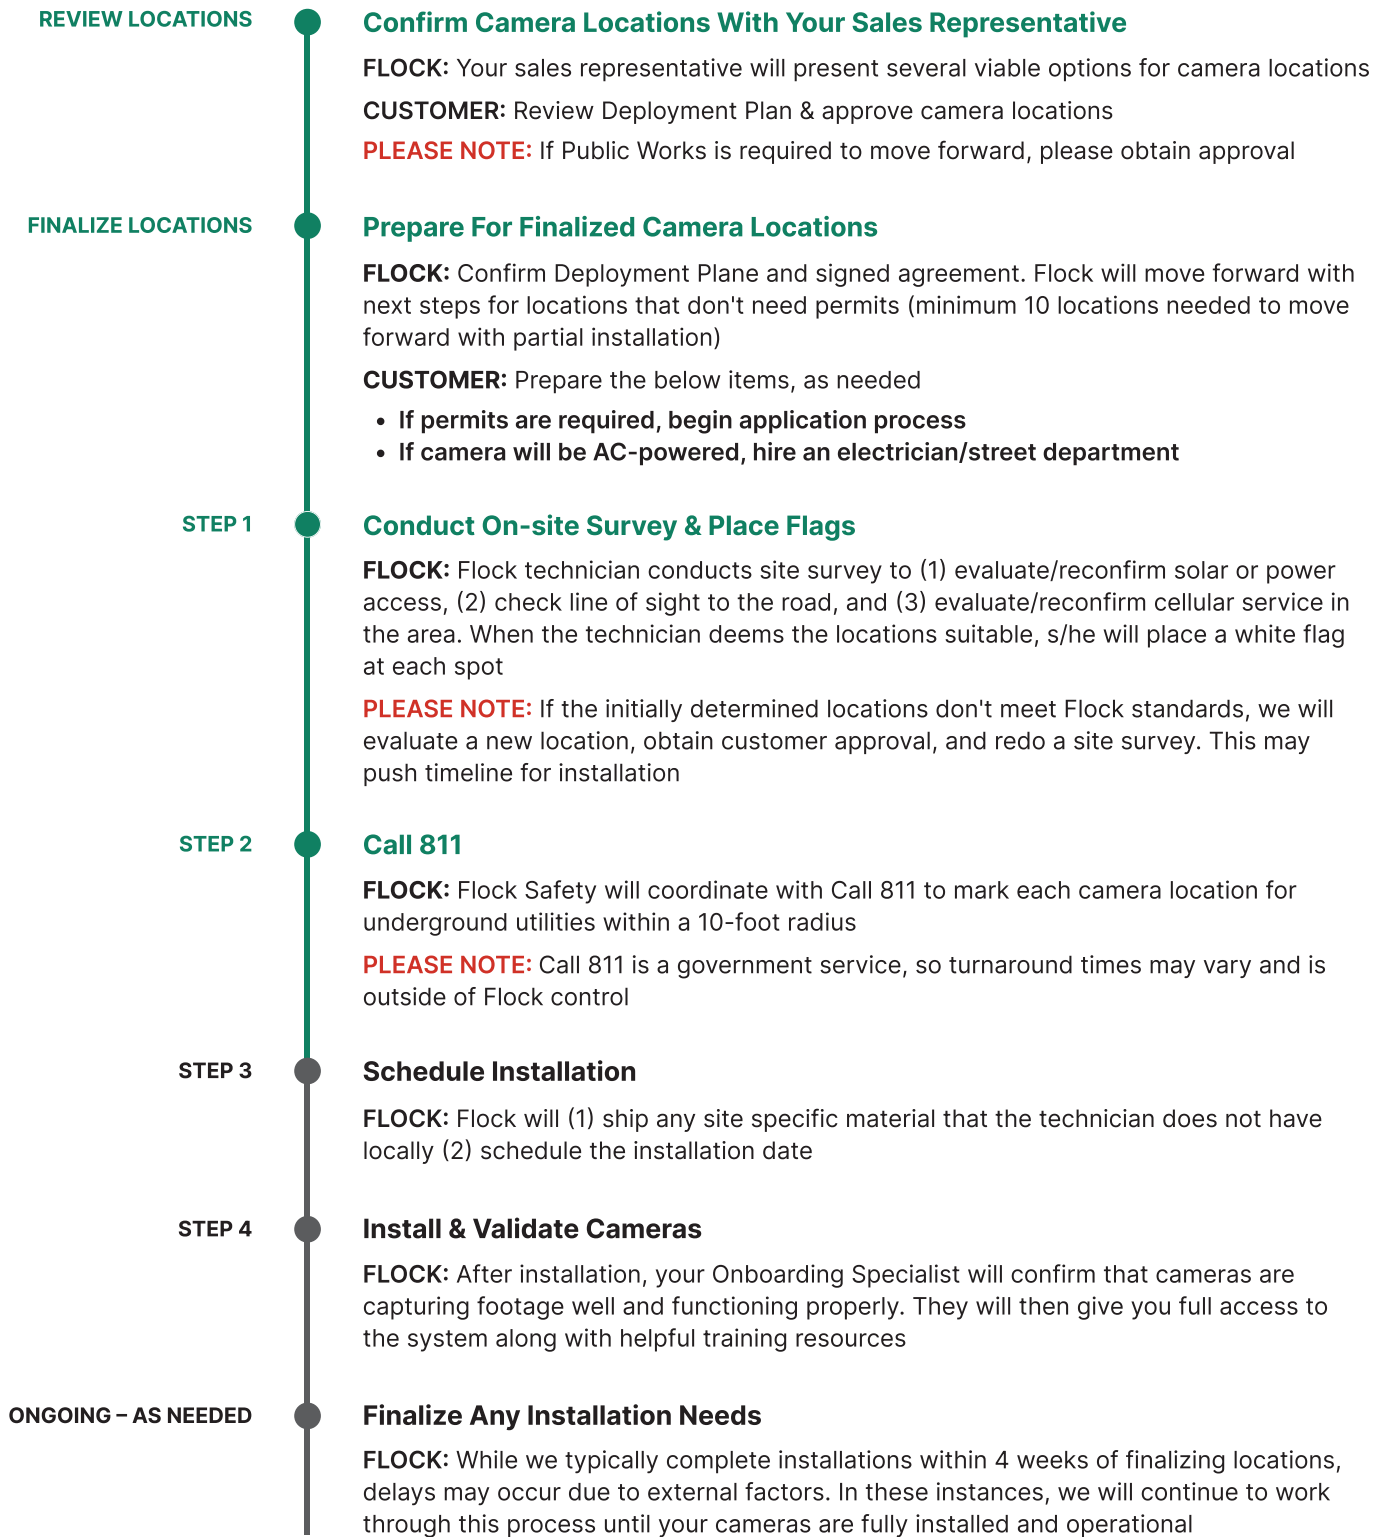 REVIEW LOCATIONS
Confirm Camera Locations With Your Sales Representative
FLOCK: Your sales representative will present several viable options for camera locations
CUSTOMER: Review Deployment Plan & approve camera locations
PLEASE NOTE: If Public Works is required to move forward, please obtain approval
FINALIZE LOCATIONS
Prepare For Finalized Camera Locations
FLOCK: Confirm Deployment Plane and signed agreement. Flock will move forward with
next steps for locations that don't need permits (minimum 10 locations needed to move
forward with partial installation)
CUSTOMER: Prepare the below items, as needed
• If permits are required, begin application process
• If camera will be AC-powered, hire an electrician/street department
STEP 1
Conduct On-site Survey & Place Flags
FLOCK: Flock technician conducts site survey to (1) evaluate/reconfirm solar or power
access, (2) check line of sight to the road, and (3) evaluate/reconfirm cellular service in
the area. When the technician deems the locations suitable, s/he will place a white flag
at each spot
PLEASE NOTE: If the initially determined locations don't meet Flock standards, we will
evaluate a new location, obtain customer approval, and redo a site survey. This may
push timeline for installation
STEP 2
Call 811
FLOCK: Flock Safety will coordinate with Call 811 to mark each camera location for
underground utilities within a 10-foot radius
PLEASE NOTE: Call 811 is a government service, so turnaround times may vary and is
outside of Flock control
STEP 3
Schedule Installation
FLOCK: Flock will (1) ship any site specific material that the technician does not have
locally (2) schedule the installation date
STEP 4
Install & Validate Cameras
FLOCK: After installation, your Onboarding Specialist will confirm that cameras are
capturing footage well and functioning properly. They will then give you full access to
the system along with helpful training resources
ONGOING – AS NEEDED
Finalize Any Installation Needs
FLOCK: While we typically complete installations within 4 weeks of finalizing locations,
delays may occur due to external factors. In these instances, we will continue to work
through this process until your cameras are fully installed and operational